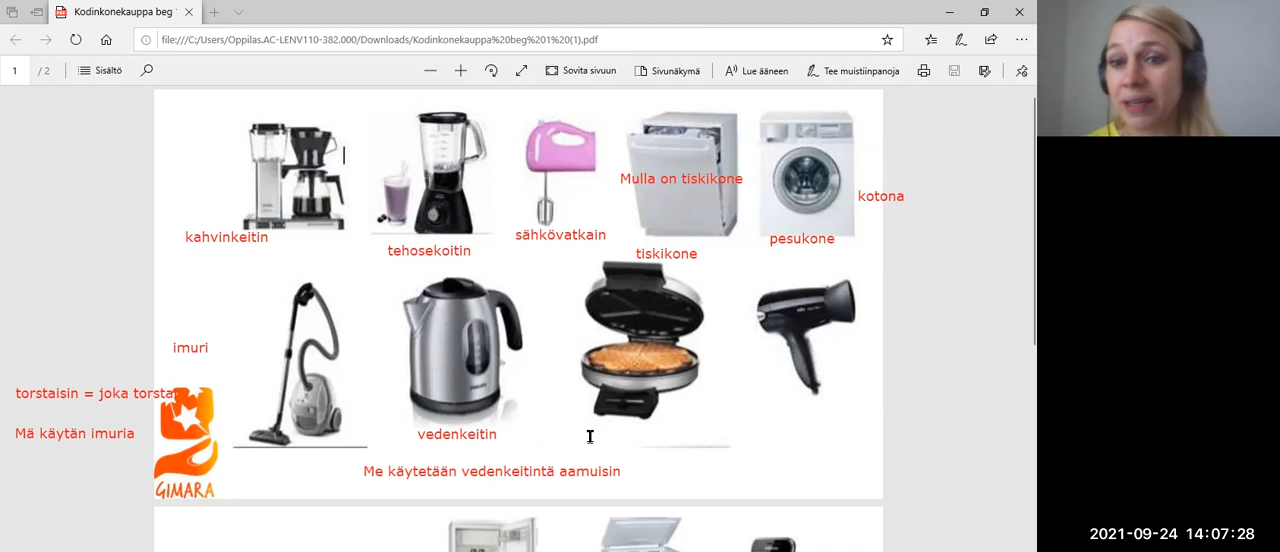 Kodinkonekauppa beg
file:///C:/Users/Oppilas.AC-LENV110-382.000/Downloads/Kodinkonekauppa%20beg%201%20(1).pdf
1 / 2 Sisältö Sovita sivuun Sivunäkymä Lue ääneen Tee muistiinpanoja
Mulla on tiskikone
kotona
kahvinkeitin
tehosekoitin
sähkövatkain
tiskikone
pesukone
imuri
torstaisin = joka torstai
Mä käytän imuria
vedenkeitin
Me käytetään vedenkeitintä aamuisin
GIMARA
2021-09-24 14:07:28